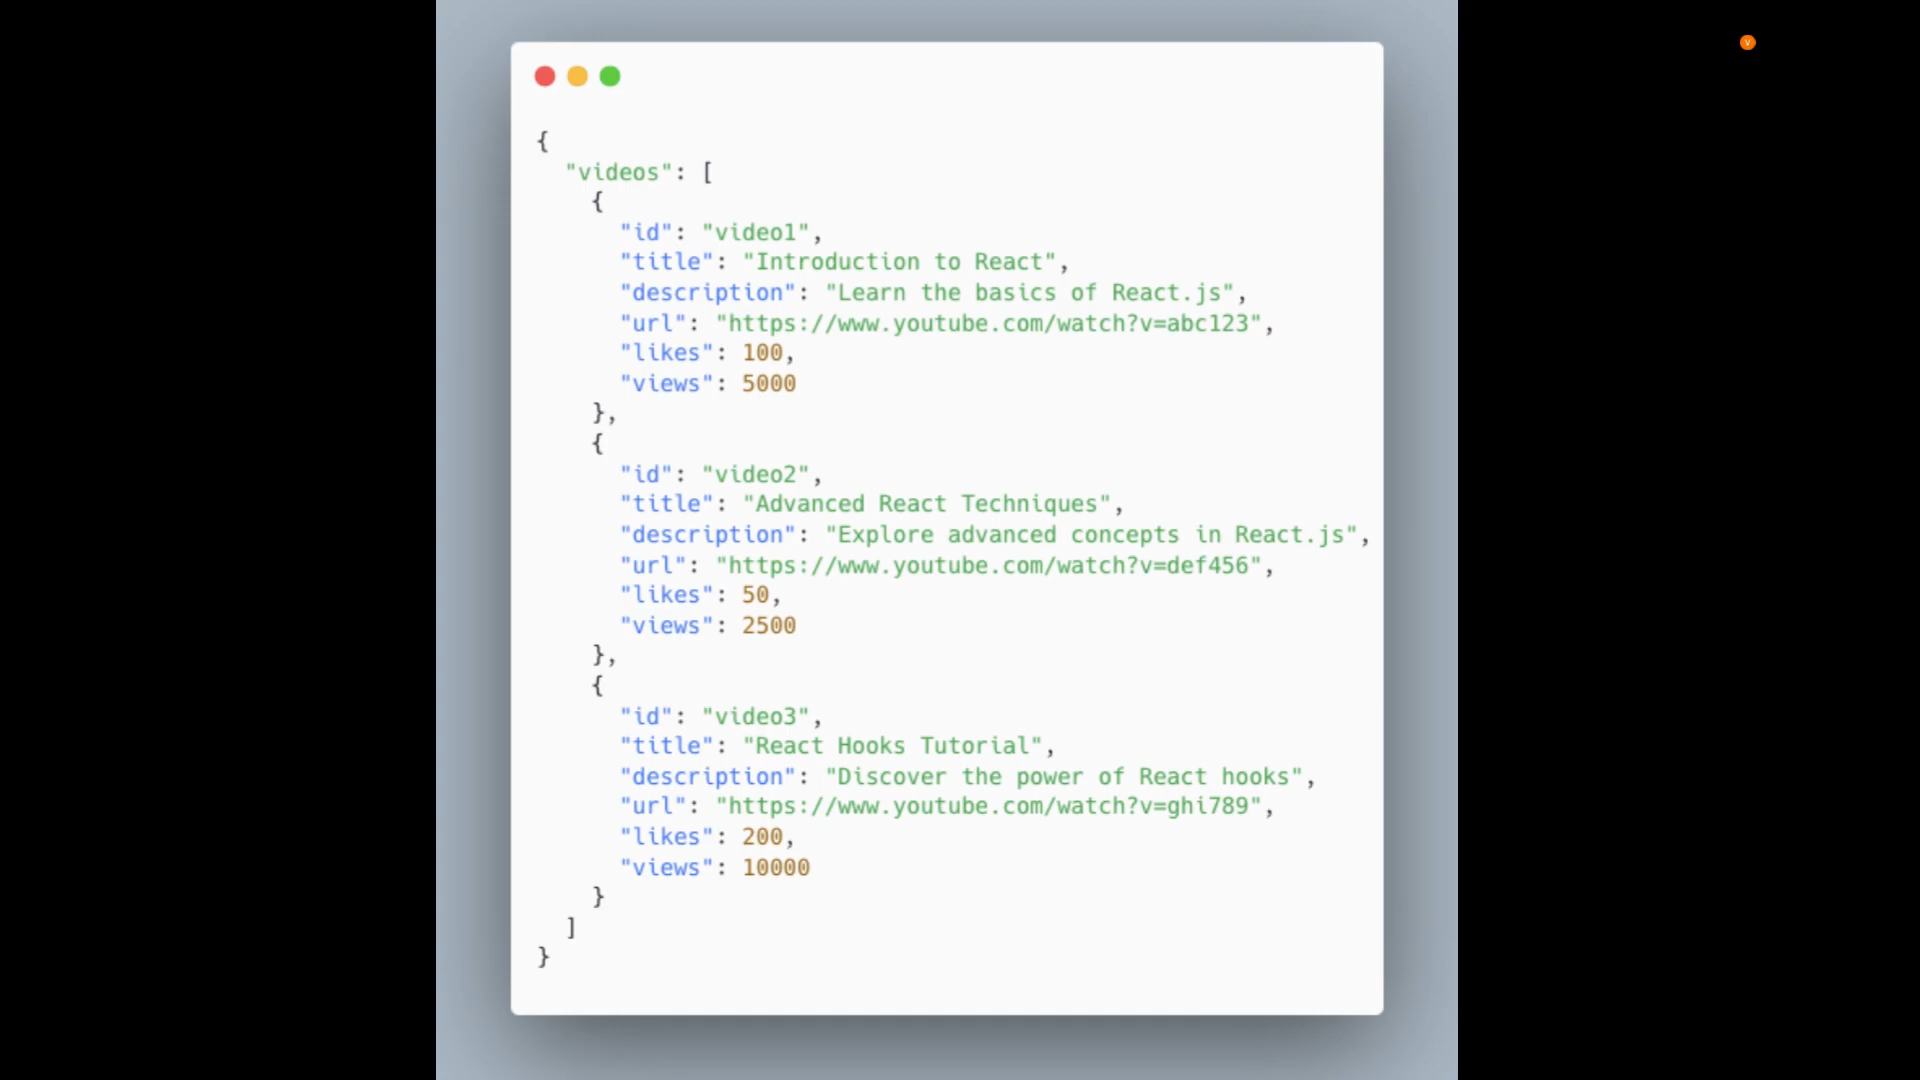 {
"videos": [
{
"id": "video1",
"title": "Introduction to React",
"description": "Learn the basics of React.js",
"url": "https://www.youtube.com/watch?v=abc123",
"likes": 100,
"views": 5000
},
{
"id": "video2",
"title": "Advanced React Techniques",
"description": "Explore advanced concepts in React.js",
"url": "https://www.youtube.com/watch?v=def456",
"likes": 50,
"views": 2500
},
{
"id": "video3",
"title": "React Hooks Tutorial",
"description": "Discover the power of React hooks",
"url": "https://www.youtube.com/watch?v=ghi789",
"likes": 200,
"views": 10000
}
]
}
V